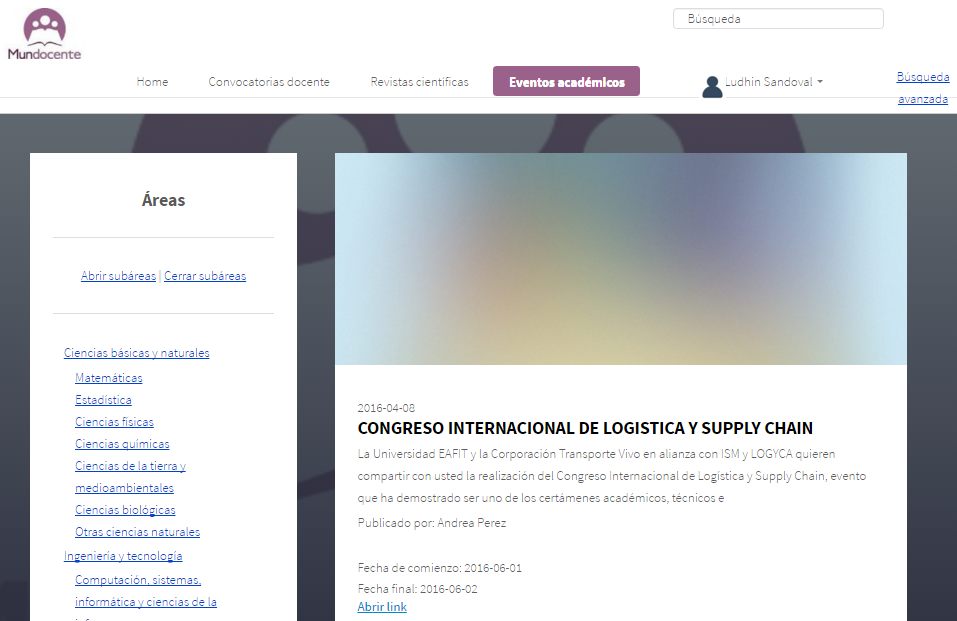 Búsqueda
Mundocente
Home
Convocatorias docente
Revistas científicas
Eventos académicos
Ludhin Sandoval
Búsqueda
avanzada
Áreas
Abrir subáreas | Cerrar subáreas
Ciencias básicas y naturales
Matemáticas
Estadística
Ciencias físicas
Ciencias químicas
Ciencias de la tierra y
medioambientales
Ciencias biológicas
Otras ciencias naturales
Ingeniería y tecnología
Computación, sistemas,
informática y ciencias de la
2016-04-08
CONGRESO INTERNACIONAL DE LOGISTICA Y SUPPLY CHAIN
La Universidad EAFIT y la Corporación Transporte Vivo en alianza con ISM y LOGYCA quieren
compartir con usted la realización del Congreso Internacional de Logística y Supply Chain, evento
que ha demostrado ser uno de los certámenes académicos, técnicos e
Publicado por: Andrea Perez
Fecha de comienzo: 2016-06-01
Fecha final: 2016-06-02
Abrir link